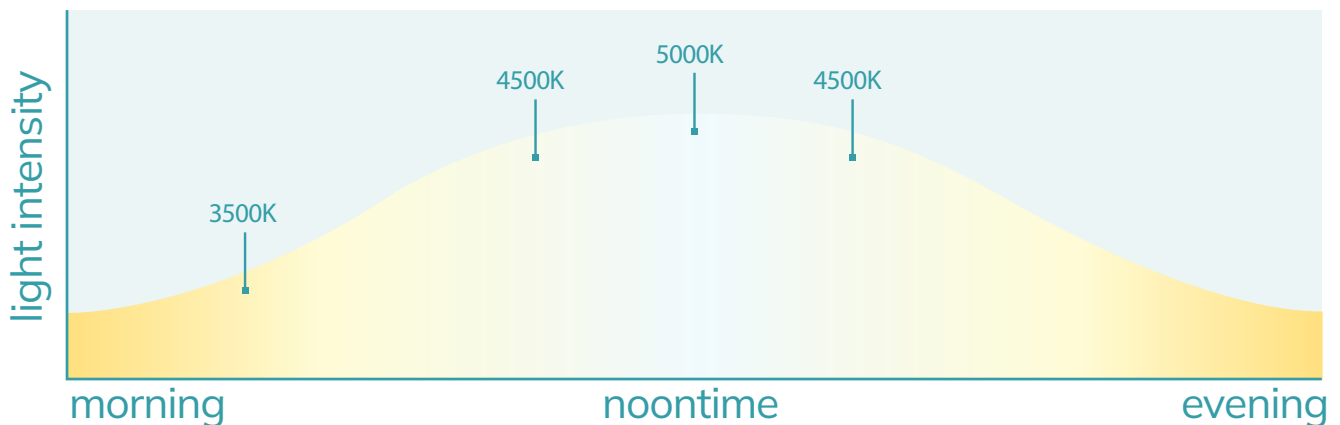 5000K
4500K
4500K
3500K
light intensity
morning
noontime
evening